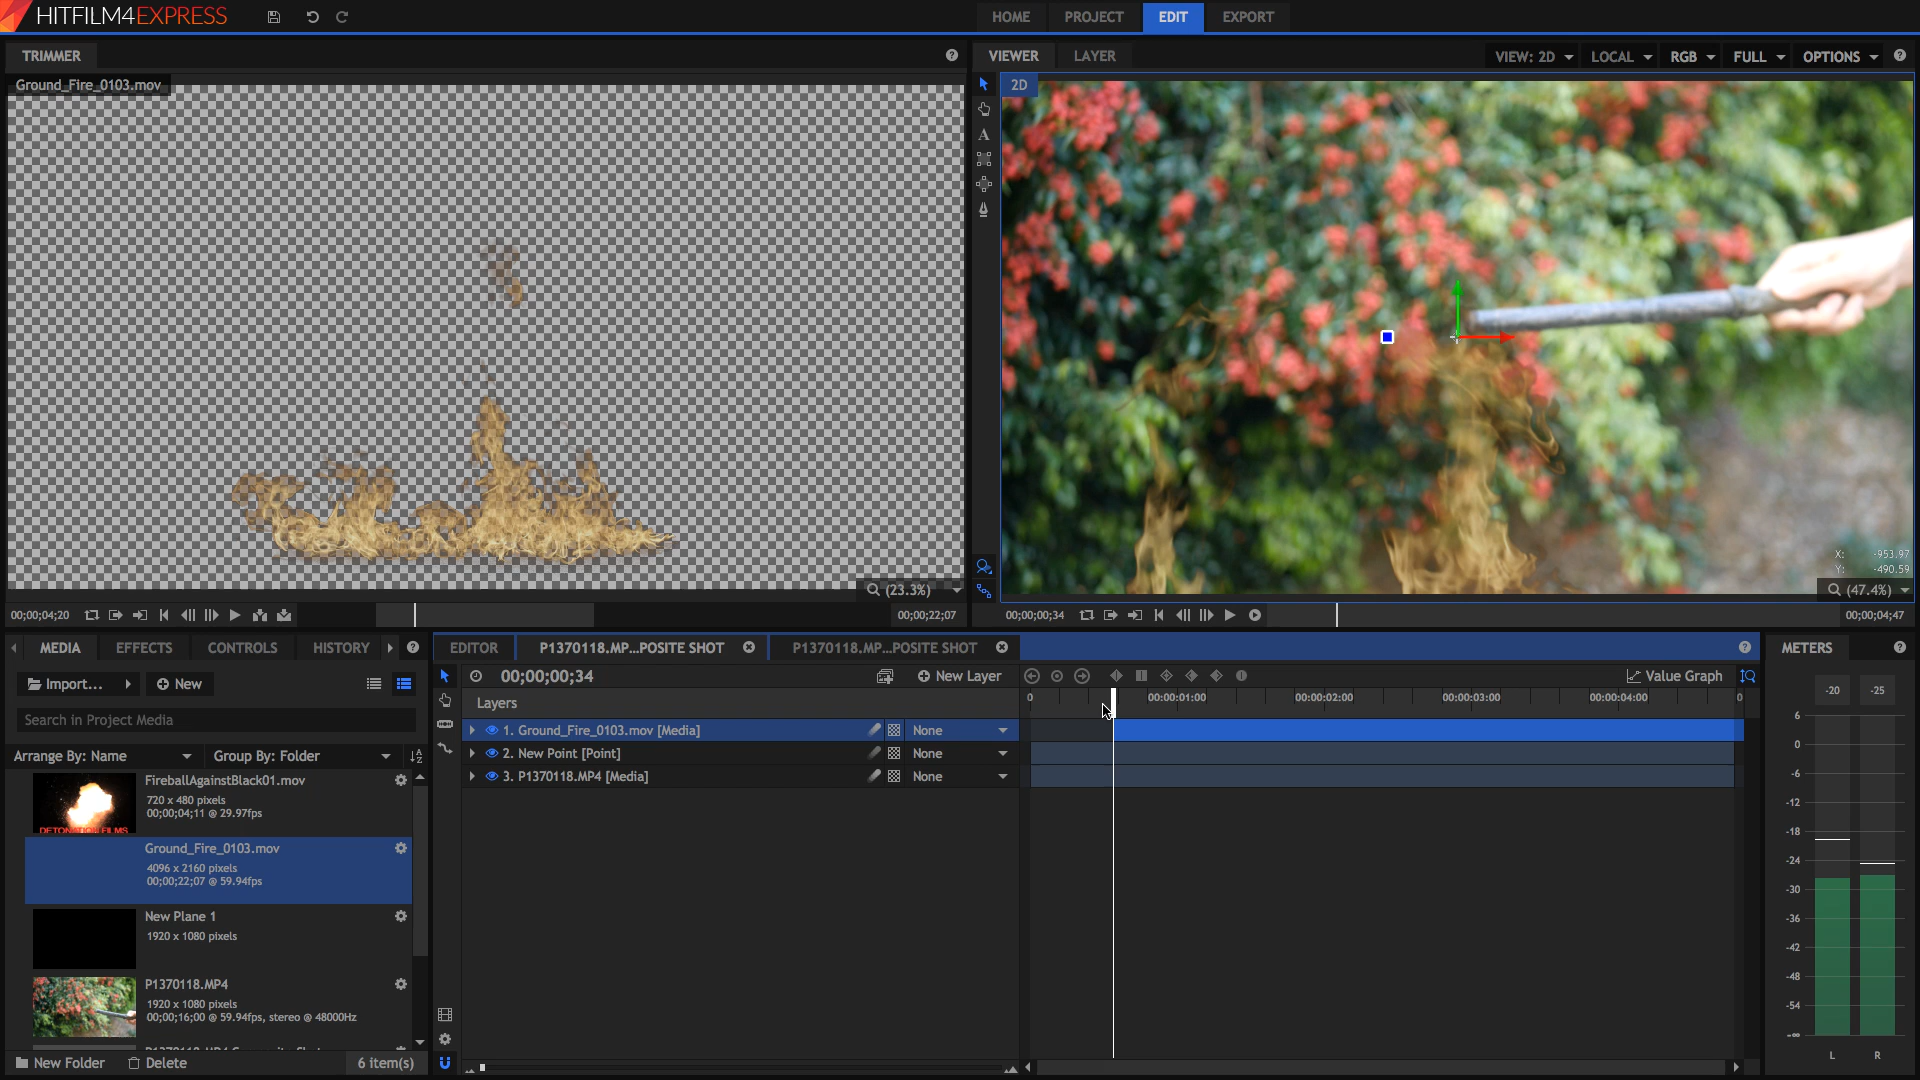 HITFILM4EXPRESS
HOME PROJECT EDIT EXPORT
TRIMMER
Ground_Fire_0103.mov
(23.3%)
00;00;04;20
00;00;22;07
VIEWER LAYER
VIEW: 2D LOCAL RGB FULL OPTIONS
2D
A
X: -953.97
Y: -490.59
(47.4%)
00;00;00;34
00;00;04;47
MEDIA EFFECTS CONTROLS HISTORY
Import... New
Search in Project Media
Arrange By: Name Group By: Folder
FireballAgainstBlack01.mov
720 x 480 pixels
00;00;04;11 @ 29.97fps
DETONATION FILMS
Ground_Fire_0103.mov
4096 x 2160 pixels
00;00;22;07 @ 59.94fps
New Plane 1
1920 x 1080 pixels
P1370118.MP4
1920 x 1080 pixels
00;00;16;00 @ 59.94fps, stereo @ 48000Hz
New Folder Delete 6 item(s)
EDITOR P1370118.MP...POSITE SHOT P1370118.MP...POSITE SHOT
00;00;00;34 New Layer Value Graph
Layers
0 00:00:01:00 00:00:02:00 00:00:03:00 00:00:04:00 0
1. Ground_Fire_0103.mov [Media] None
2. New Point [Point] None
3. P1370118.MP4 [Media] None
METERS
-20 -25
6
0
-6
-12
-18
-24
-30
-36
-42
-48
-54
-∞
L R